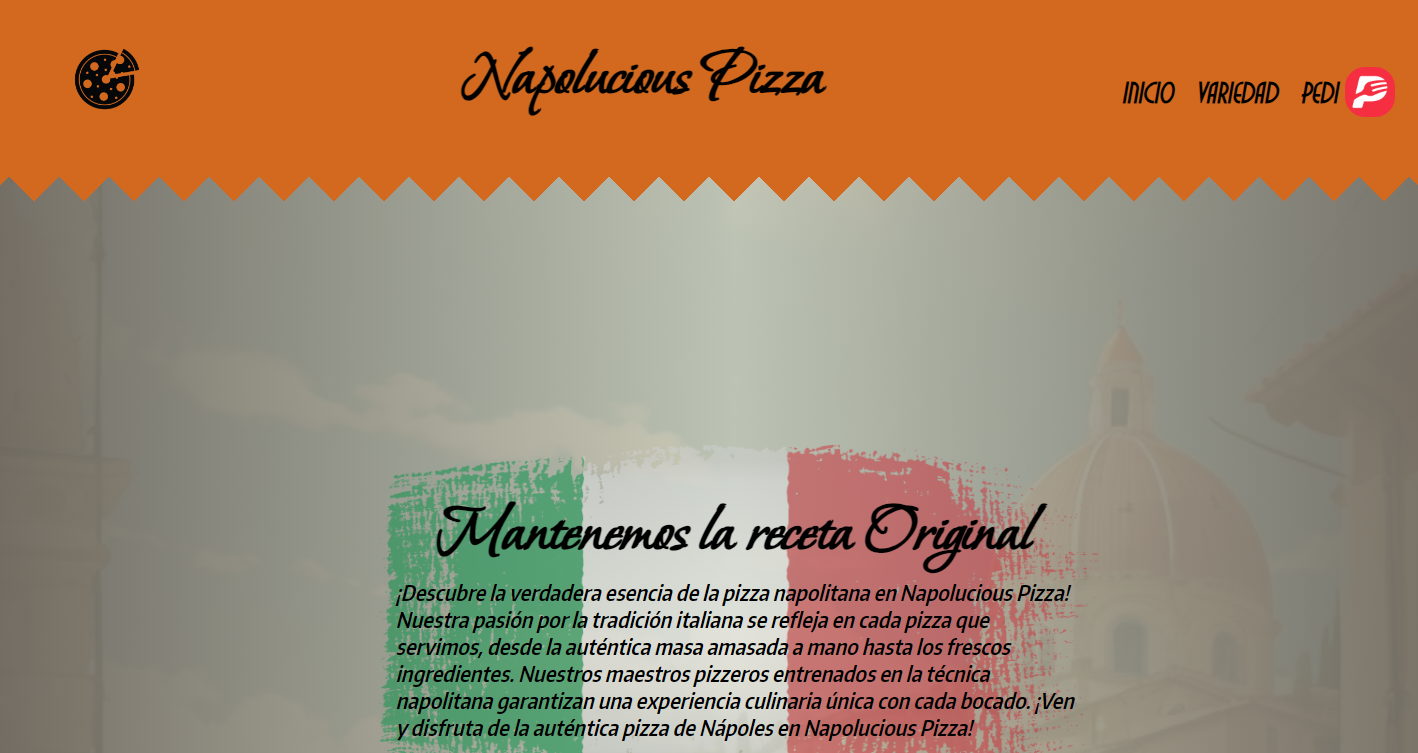 Napolucious Pizza
INICIO VARIEDAD PEDI
Mantenemos la receta Original
¡Descubre la verdadera esencia de la pizza napolitana en Napolucious Pizza!
Nuestra pasión por la tradición italiana se refleja en cada pizza que
servimos, desde la auténtica masa amasada a mano hasta los frescos
ingredientes. Nuestros maestros pizzeros entrenados en la técnica
napolitana garantizan una experiencia culinaria única con cada bocado. ¡Ven
y disfruta de la auténtica pizza de Nápoles en Napolucious Pizza!